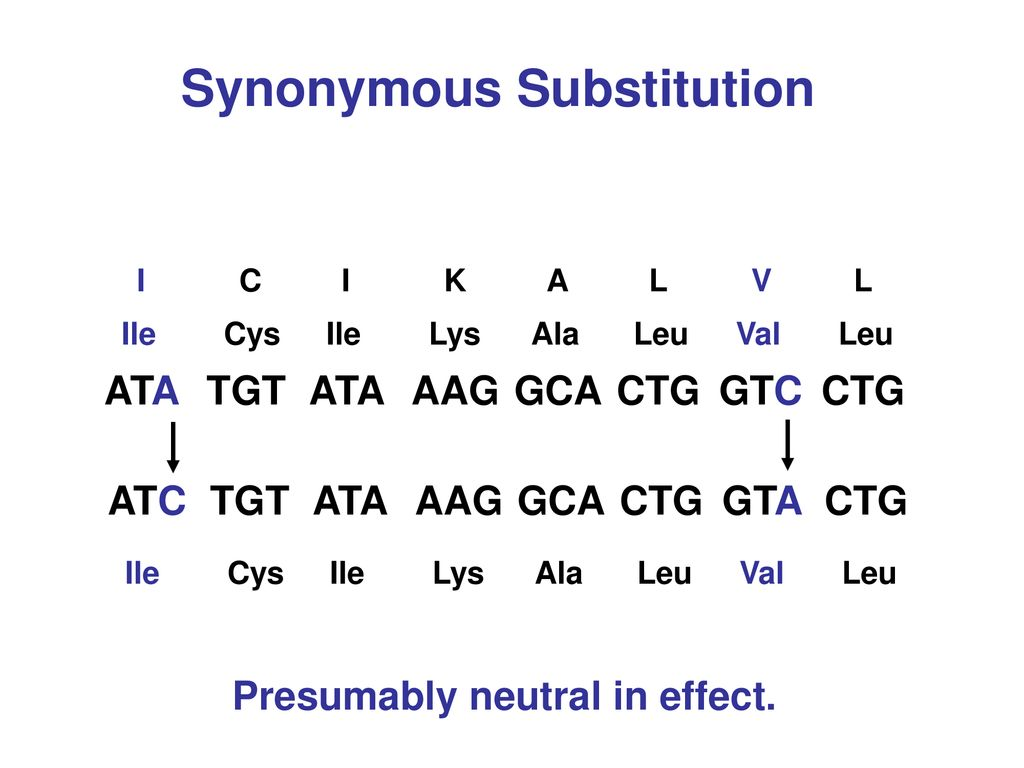 Synonymous Substitution
I C I K A L V L
Ile Cys Ile Lys Ala Leu Val Leu
ATA TGT ATA AAG GCA CTG GTC CTG
ATC TGT ATA AAG GCA CTG GTA CTG
Ile Cys Ile Lys Ala Leu Val Leu
Presumably neutral in effect.